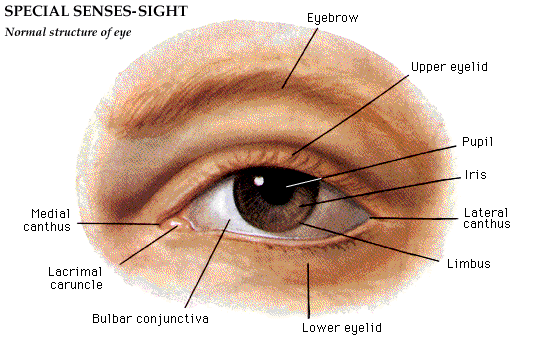 SPECIAL SENSES-SIGHT
Normal structure of eye
Eyebrow
Upper eyelid
Pupil
Iris
Lateral
canthus
Limbus
Lower eyelid
Bulbar conjunctiva
Lacrimal
caruncle
Medial
canthus